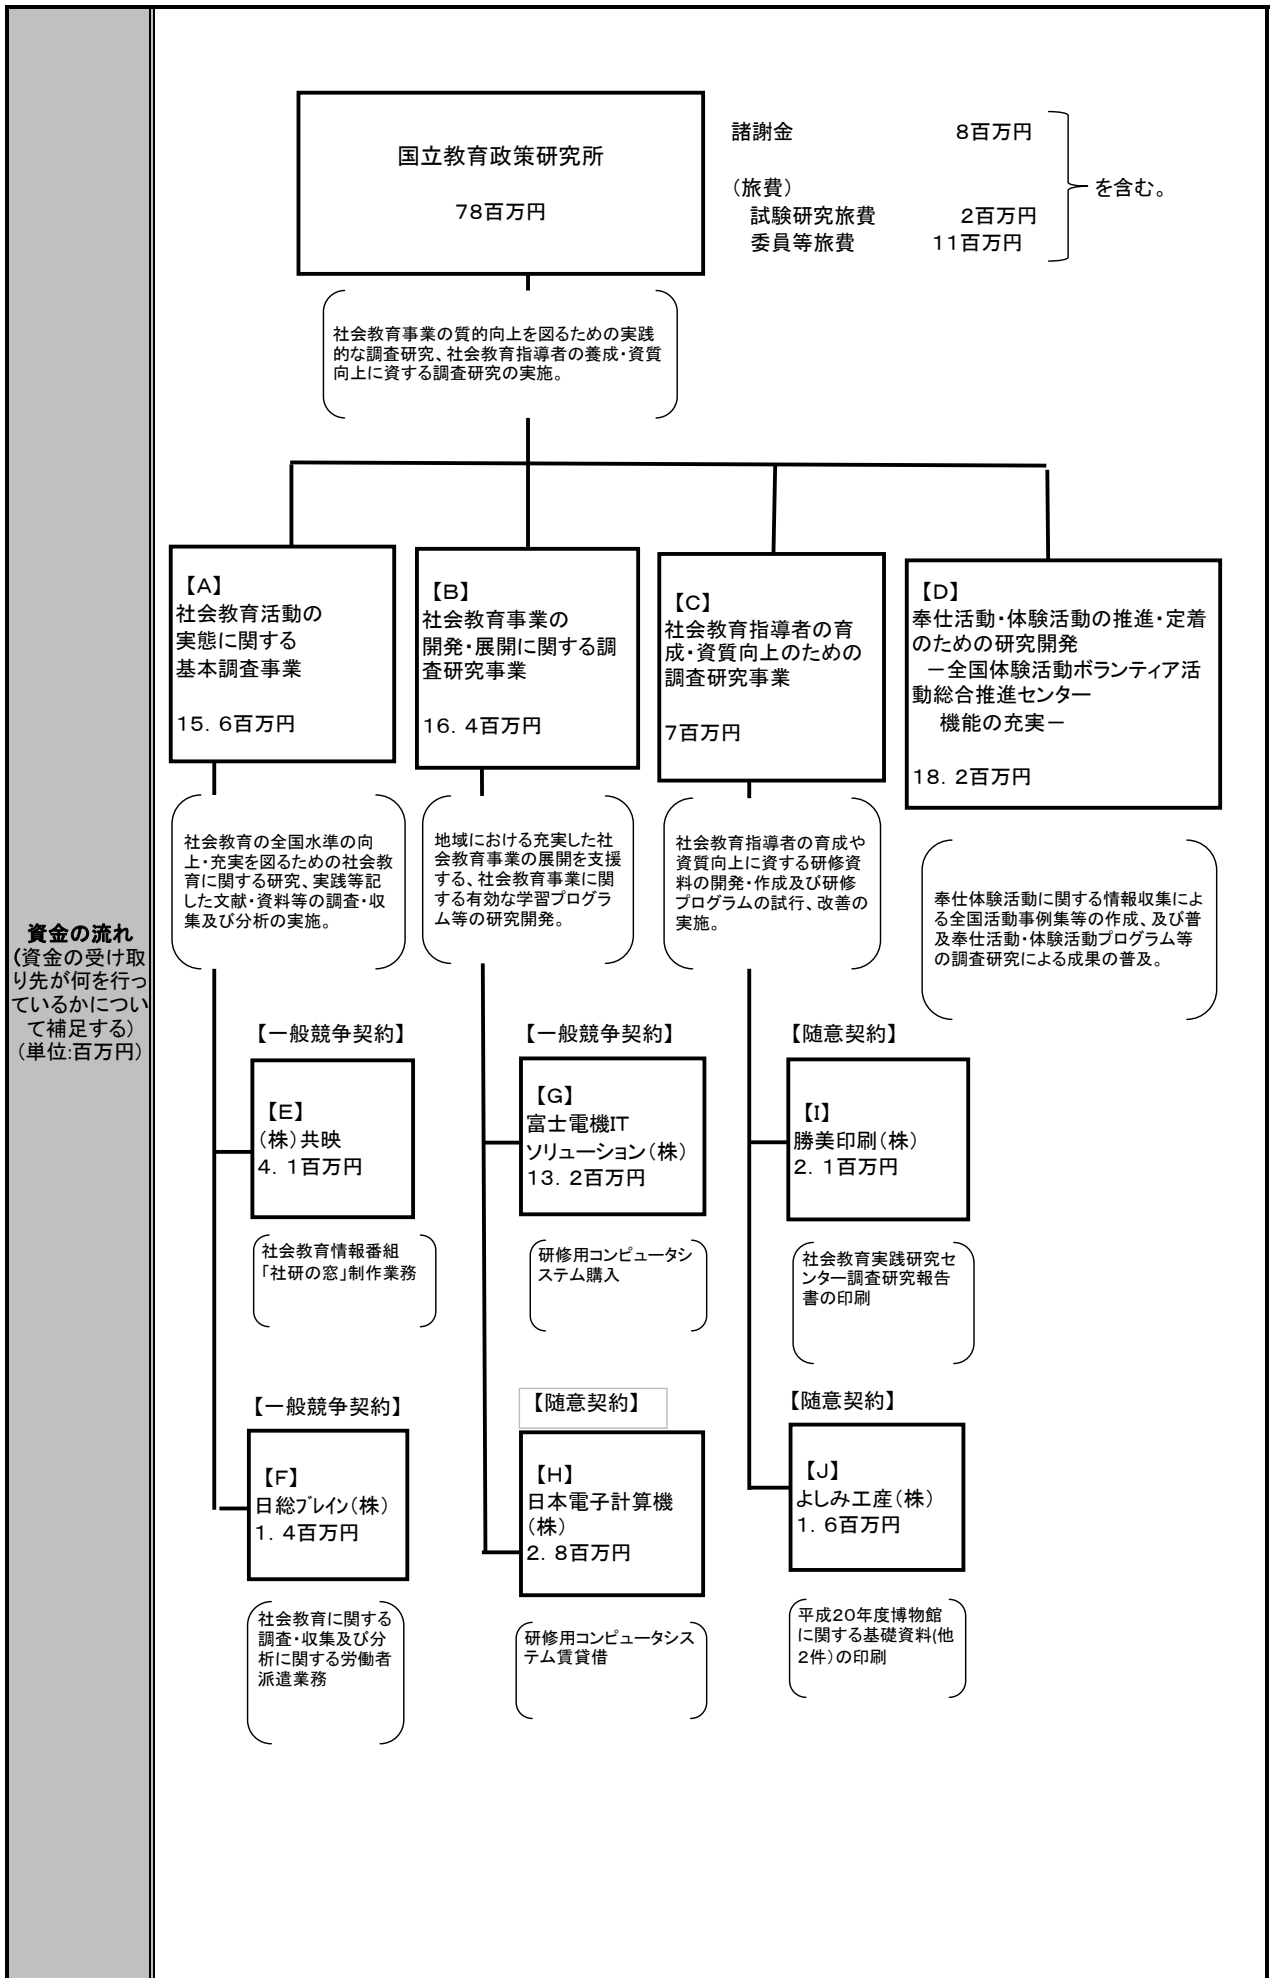 国立教育政策研究所
78百万円
諸謝金 8百万円
（旅費）
試験研究旅費 2百万円
委員等旅費 11百万円
を含む。
社会教育事業の質的向上を図るための実践
的な調査研究、社会教育指導者の養成・資質
向上に資する調査研究の実施。
【A】
社会教育活動の
実態に関する
基本調査事業
15．6百万円
【B】
社会教育事業の
開発・展開に関する調
査研究事業
16．4百万円
【C】
社会教育指導者の育
成・資質向上のための
調査研究事業
7百万円
【D】
奉仕活動・体験活動の推進・定着
のための研究開発
－全国体験活動ボランティア活
動総合推進センター
機能の充実－
18．2百万円
社会教育の全国水準の向
上・充実を図るための社会教
育に関する研究、実践等記
した文献・資料等の調査・収
集及び分析の実施。
地域における充実した社
会教育事業の展開を支援
する、社会教育事業に関
する有効な学習プログラ
ム等の研究開発。
社会教育指導者の育成や
資質向上に資する研修資
料の開発・作成及び研修
プログラムの試行、改善の
実施。
奉仕体験活動に関する情報収集によ
る全国活動事例集等の作成、及び普
及奉仕活動・体験活動プログラム等
の調査研究による成果の普及。
資金の流れ
（資金の受け取
り先が何を行っ
ているかについ
て補足する）
（単位:百万円）
【一般競争契約】
【E】
（株）共映
4．1百万円
社会教育情報番組
「社研の窓」制作業務
【一般競争契約】
【F】
日総ﾌﾞﾚｲﾝ（株）
1．4百万円
社会教育に関する
調査・収集及び分
析に関する労働者
派遣業務
【一般競争契約】
【G】
富士電機IT
ソリューション（株）
13．2百万円
研修用コンピュータシ
ステム購入
【随意契約】
【H】
日本電子計算機
（株）
2．8百万円
研修用コンピュータシス
テム賃貸借
【随意契約】
【I】
勝美印刷（株）
2．1百万円
社会教育実践研究セ
ンター調査研究報告
書の印刷
【随意契約】
【J】
よしみ工産（株）
1．6百万円
平成20年度博物館
に関する基礎資料(他
2件）の印刷